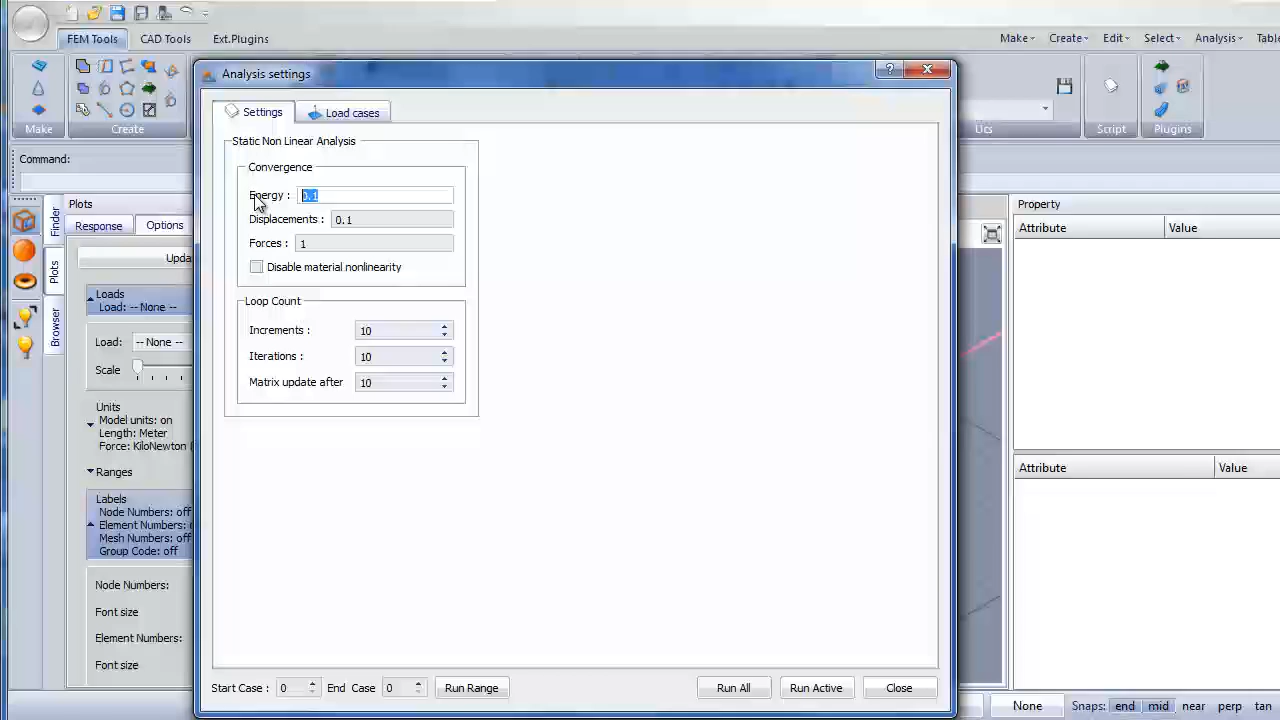 FEM Tools CAD Tools Ext.Plugins Make Create Edit Select Analysis Table
Make Create Ucs Script Plugins
Command:
Finder
Plots
Browser
Plots
Response Options
Upda
Loads
Load: -- None --
Load: -- None --
Scale
Units
Model units: on
Length: Meter
Force: KiloNewton
Ranges
Labels
Node Numbers: off
Element Numbers:
Mesh Numbers: off
Group Code: off
Node Numbers:
Font size
Element Numbers:
Font size
Analysis settings
?
Settings Load cases
Static Non Linear Analysis
Convergence
Energy : 0.1
Displacements : 0.1
Forces : 1
Disable material nonlinearity
Loop Count
Increments : 10
Iterations : 10
Matrix update after 10
Start Case : 0 End Case 0 Run Range Run All Run Active Close
Property
Attribute Value
Attribute Value
None Snaps: end mid near perp tan